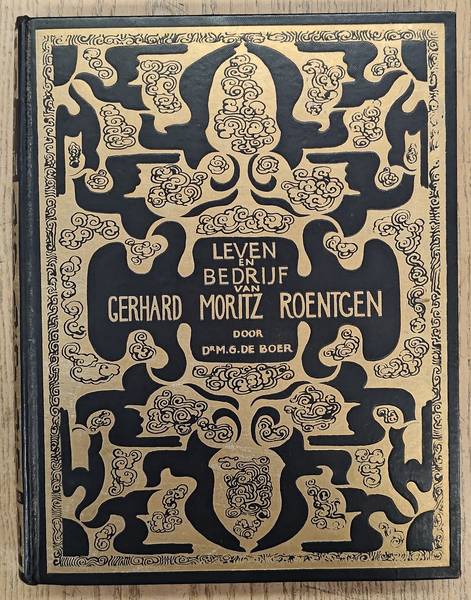 LEVEN
EN
BEDRIJF
VAN
GERHARD MORITZ ROENTGEN
DOOR
DR M.G. DE BOER